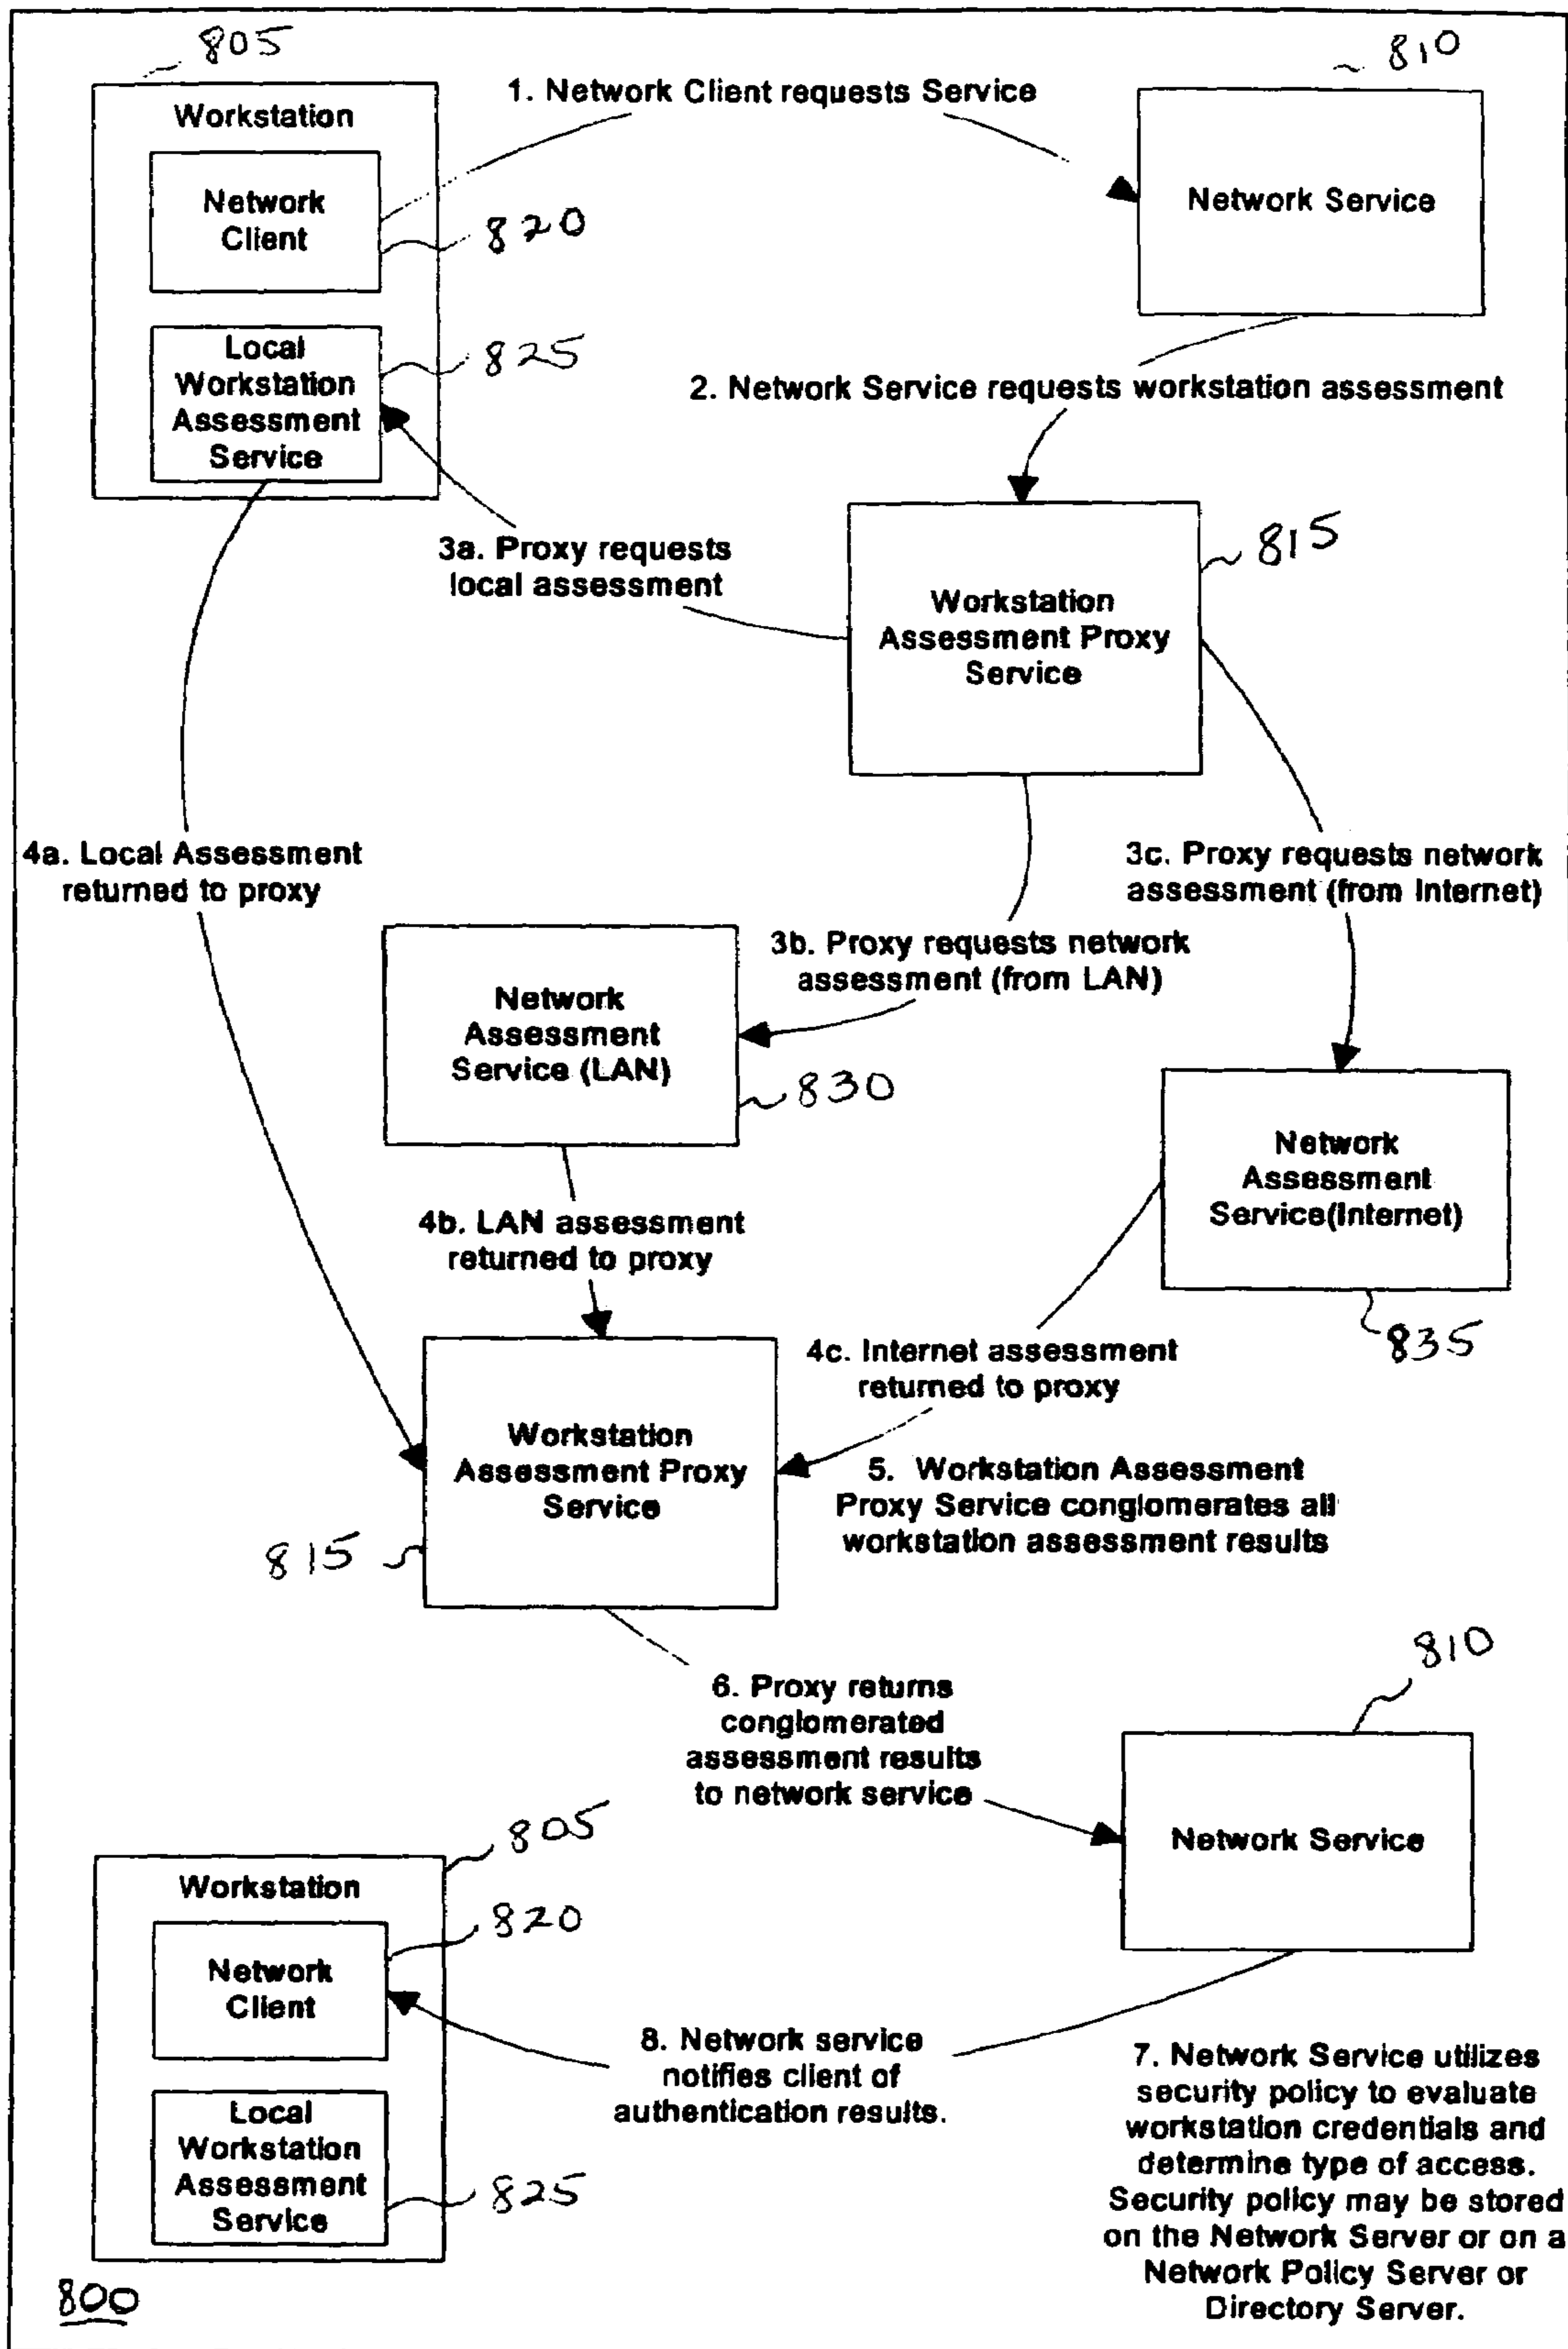 805
810
Workstation
1. Network Client requests Service
Network
Client
820
Network Service
Local
Workstation
Assessment
Service
825
2. Network Service requests workstation assessment
3a. Proxy requests
local assessment
815
Workstation
Assessment Proxy
Service
4a. Local Assessment
returned to proxy
3c. Proxy requests network
assessment (from Internet)
3b. Proxy requests network
assessment (from LAN)
Network
Assessment
Service (LAN)
830
Network
Assessment
Service(Internet)
835
4b. LAN assessment
returned to proxy
4c. Internet assessment
returned to proxy
Workstation
Assessment Proxy
Service
815
5. Workstation Assessment
Proxy Service conglomerates all
workstation assessment results
6. Proxy returns
conglomerated
assessment results
to network service
810
Network Service
805
Workstation
Network
Client
820
8. Network service
notifies client of
authentication results.
Local
Workstation
Assessment
Service
825
7. Network Service utilizes
security policy to evaluate
workstation credentials and
determine type of access.
Security policy may be stored
on the Network Server or on a
Network Policy Server or
Directory Server.
800